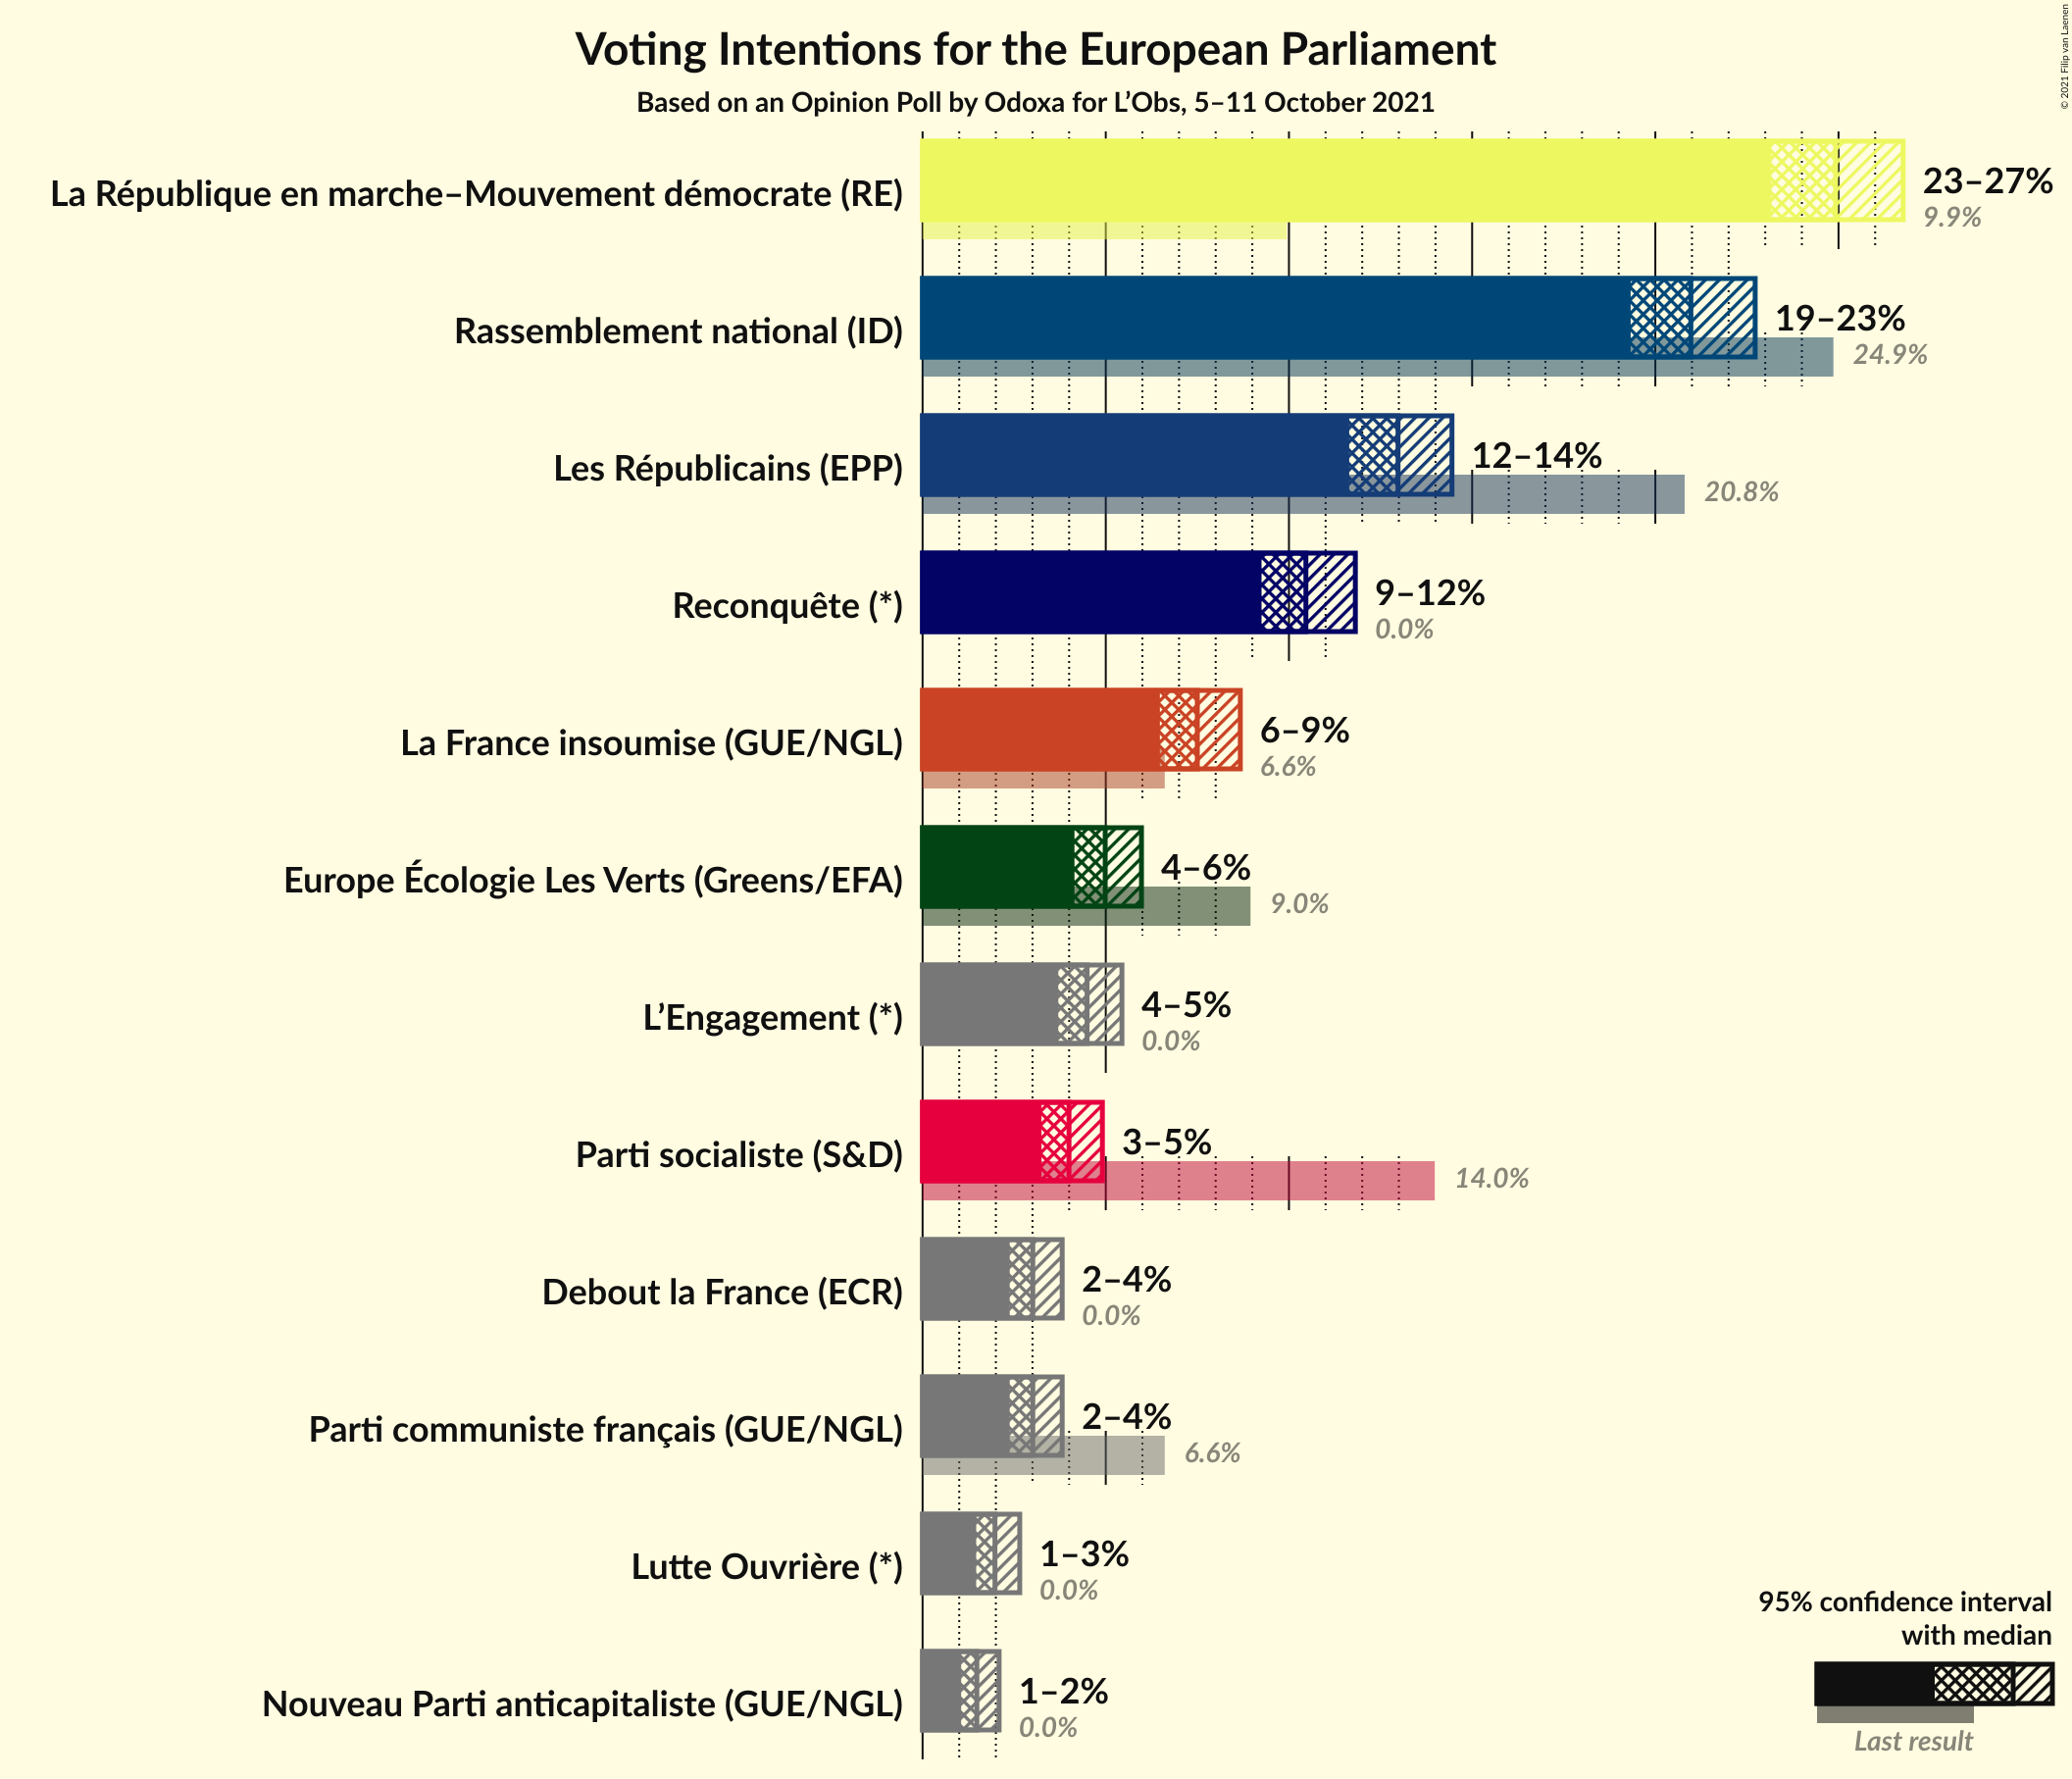 Voting Intentions for the European Parliament
Based on an Opinion Poll by Odoxa for L’Obs, 5–11 October 2021
© 2021 Filip van Laenen
La République en marche–Mouvement démocrate (RE)
23–27%
9.9%
Rassemblement national (ID)
19–23%
24.9%
Les Républicains (EPP)
12–14%
20.8%
Reconquête (*)
9–12%
0.0%
La France insoumise (GUE/NGL)
6–9%
6.6%
Europe Écologie Les Verts (Greens/EFA)
4–6%
9.0%
L’Engagement (*)
4–5%
0.0%
Parti socialiste (S&D)
3–5%
14.0%
Debout la France (ECR)
2–4%
0.0%
Parti communiste français (GUE/NGL)
2–4%
6.6%
Lutte Ouvrière (*)
1–3%
0.0%
Nouveau Parti anticapitaliste (GUE/NGL)
1–2%
0.0%
95% confidence interval
with median
Last result